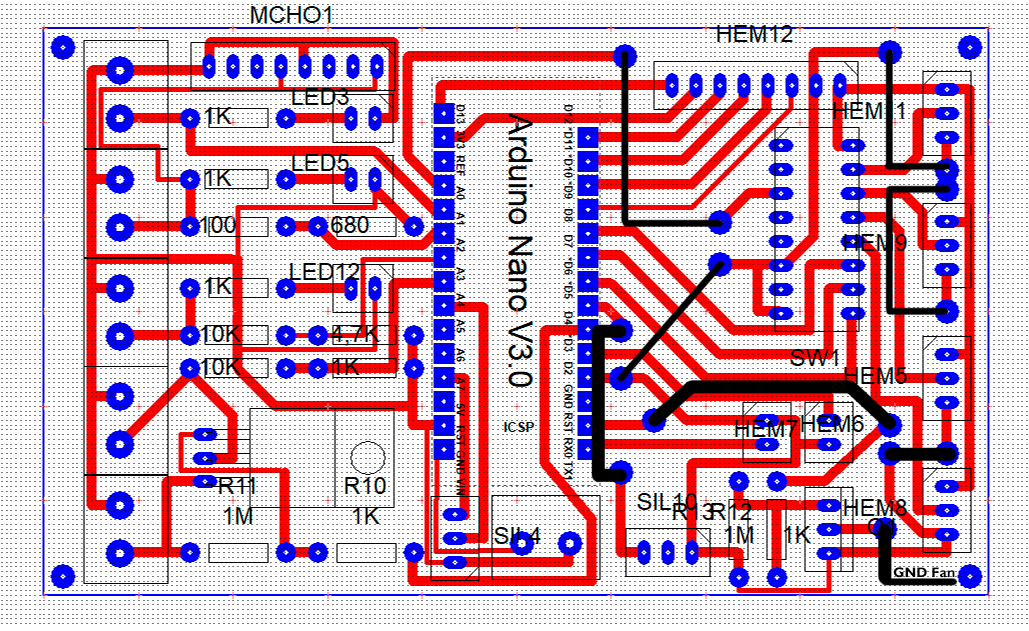 MCHO1
HEM12
LED3
1K
HEM11
D13
3V3
REF
A0
A1
A2
A3
A4
A5
A6
A7
5V
RST
GND
VIN
Arduino Nano v3.0
D12
*D11
*D10
*D9
D8
D7
*D6
*D5
D4
*D3
D2
GND
RST
RX0
TX1
LED5
1K
100
680
HEM9
LED12
1K
10K
4,7K
SW1
10K
1K
HEM5
ICSP
HEM7
HEM6
R11
R10
1M
1K
SIL4
SIL10
R13
R12
HEM8
1M
1K
GND Fan